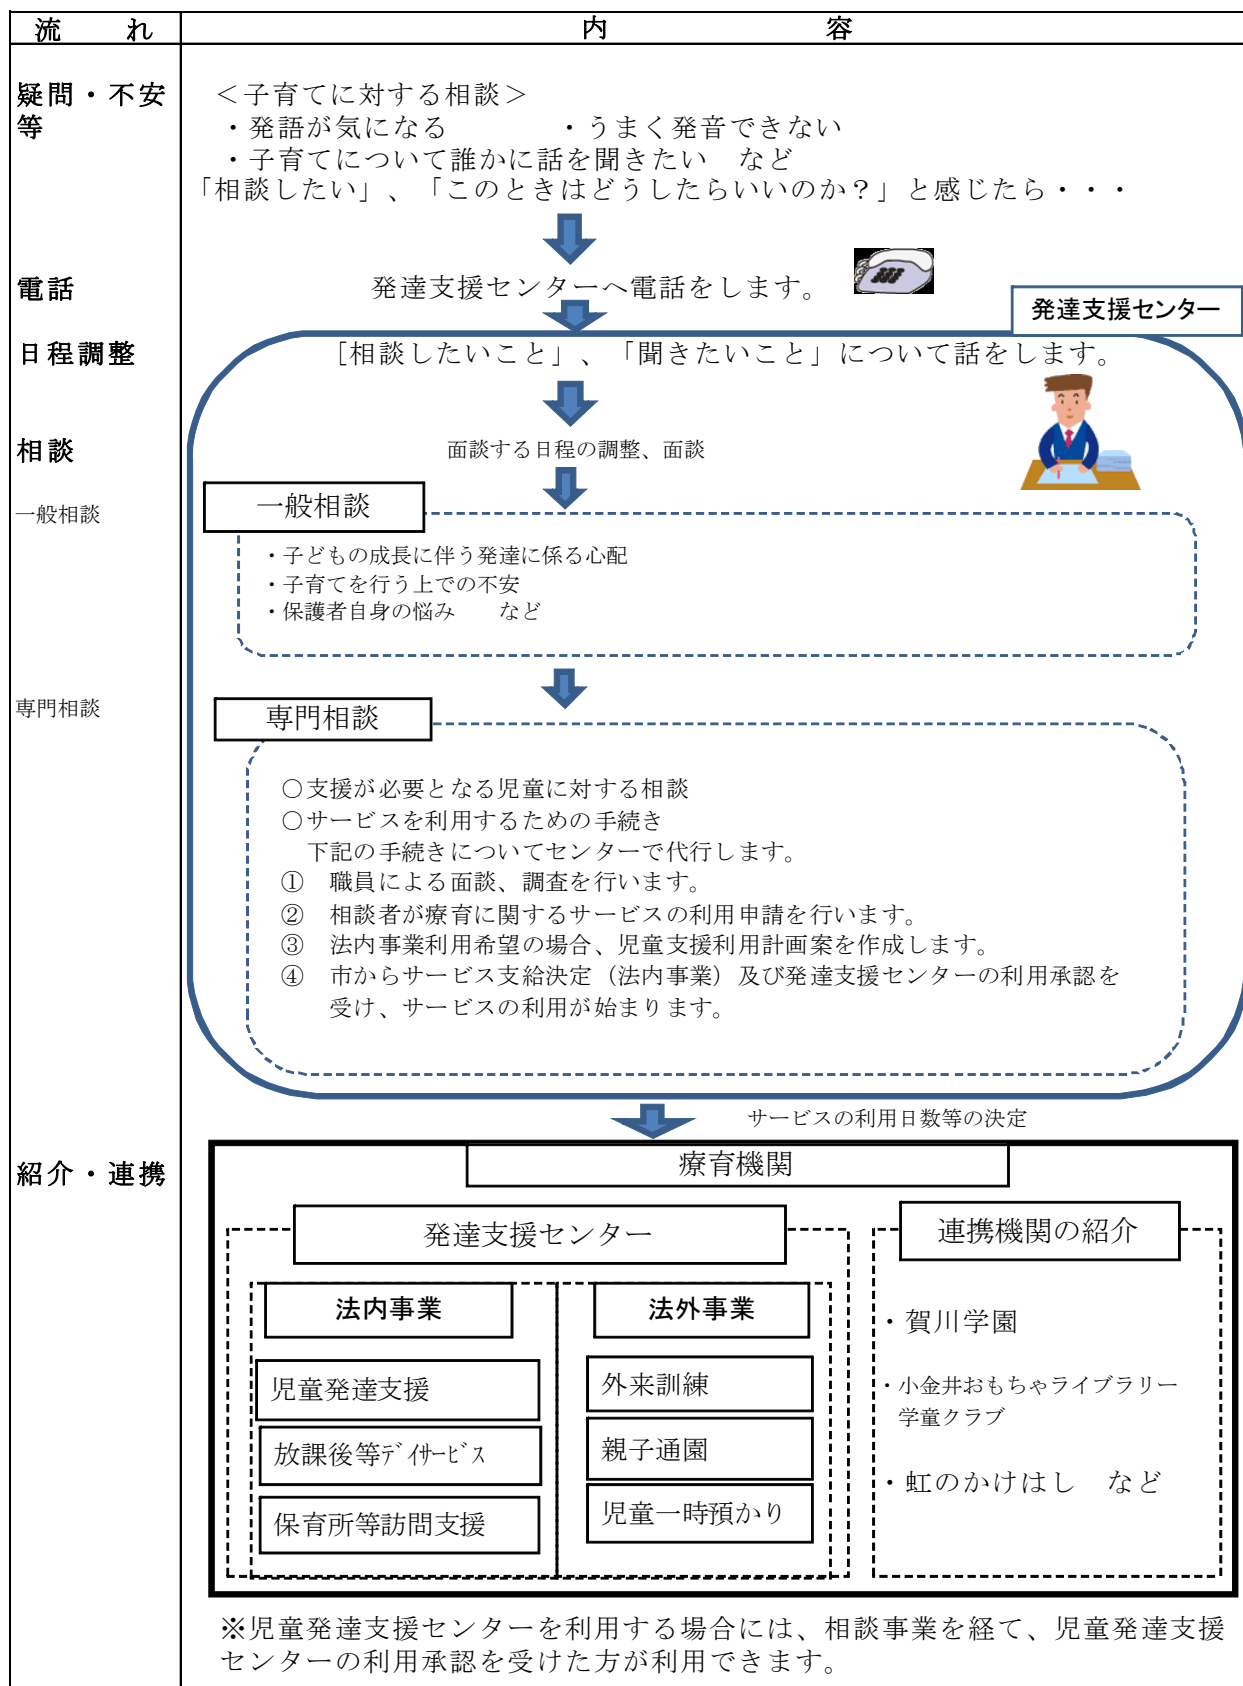 流　れ
内　容
疑問・不安
等
＜子育てに対する相談＞
・発語が気になる　・うまく発音できない
・子育てについて誰かに話を聞きたい　など
「相談したい」、「このときはどうしたらいいのか？」と感じたら・・・
電話
発達支援センターへ電話をします。
発達支援センター
日程調整
[相談したいこと」、「聞きたいこと」について話をします。
相談
面談する日程の調整、面談
一般相談
一般相談
・子どもの成長に伴う発達に係る心配
・子育てを行う上での不安
・保護者自身の悩み　など
専門相談
専門相談
○支援が必要となる児童に対する相談
○サービスを利用するための手続き
下記の手続きについてセンターで代行します。
①　職員による面談、調査を行います。
②　相談者が療育に関するサービスの利用申請を行います。
③　法内事業利用希望の場合、児童支援利用計画案を作成します。
④　市からサービス支給決定（法内事業）及び発達支援センターの利用承認を
受け、サービスの利用が始まります。
サービスの利用日数等の決定
紹介・連携
療育機関
発達支援センター
法内事業
児童発達支援
放課後等ﾃﾞｲｻｰﾋﾞｽ
保育所等訪問支援
法外事業
外来訓練
親子通園
児童一時預かり
連携機関の紹介
・賀川学園
・小金井おもちゃライブラリー
学童クラブ
・虹のかけはし　など
※児童発達支援センターを利用する場合には、相談事業を経て、児童発達支援
センターの利用承認を受けた方が利用できます。